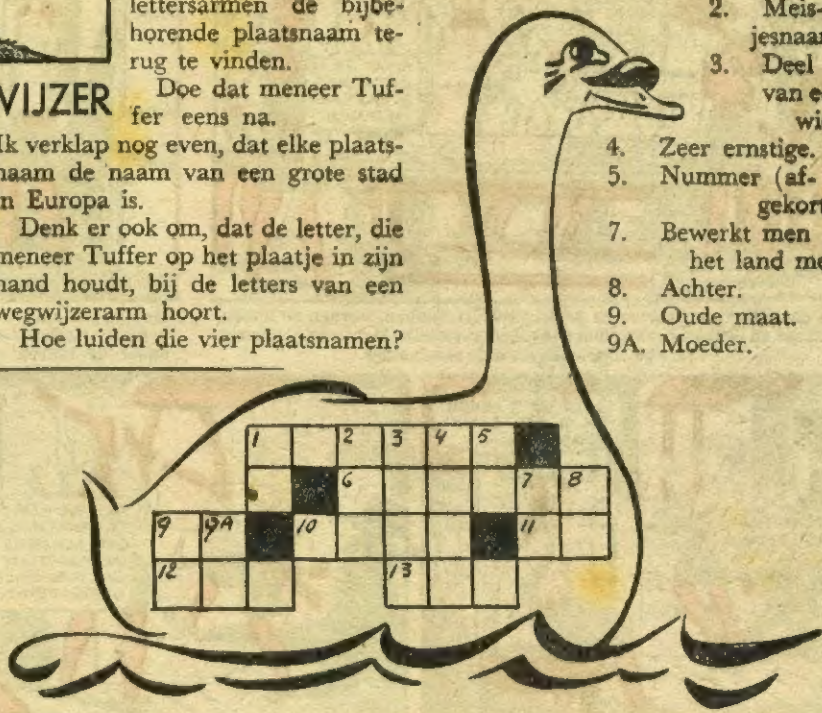 lettersarmen de bijbe-
horende plaatsnaam te-
rug te vinden.
VIJZER
Doe dat meneer Tuf-
fer eens na.
Ik verklap nog even, dat elke plaats-
naam de naam van een grote stad
in Europa is.
Denk er ook om, dat de letter, die
meneer Tuffer op het plaatje in zijn
hand houdt, bij de letters van een
wegwijzerarm hoort.
Hoe luiden die vier plaatsnamen?
2. Meis-
jesnaam
3. Deel
van e
wi
4. Zeer ernstige.
5. Nummer (af-
gekort
7. Bewerkt men
het land me
8. Achter.
9. Oude maat.
9A. Moeder.
1 2 3 4 5
6 7 8
9 9A 10 11
12 13